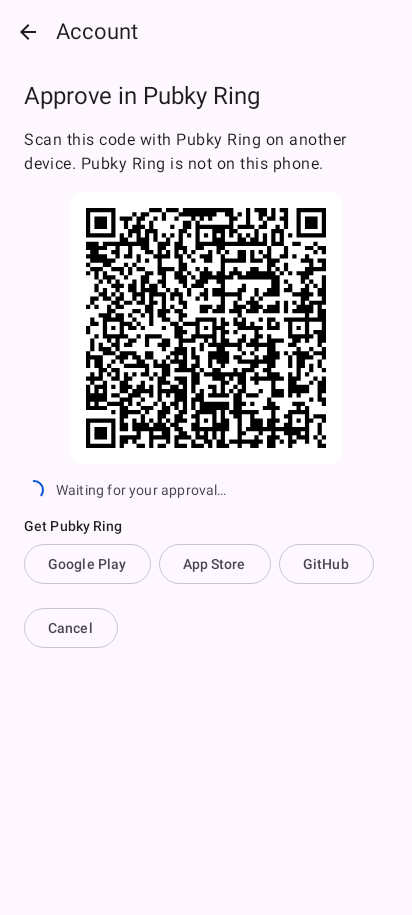 Account
Approve in Pubky Ring
Scan this code with Pubky Ring on another
device. Pubky Ring is not on this phone.
Waiting for your approval...
Get Pubky Ring
Google Play
App Store
GitHub
Cancel